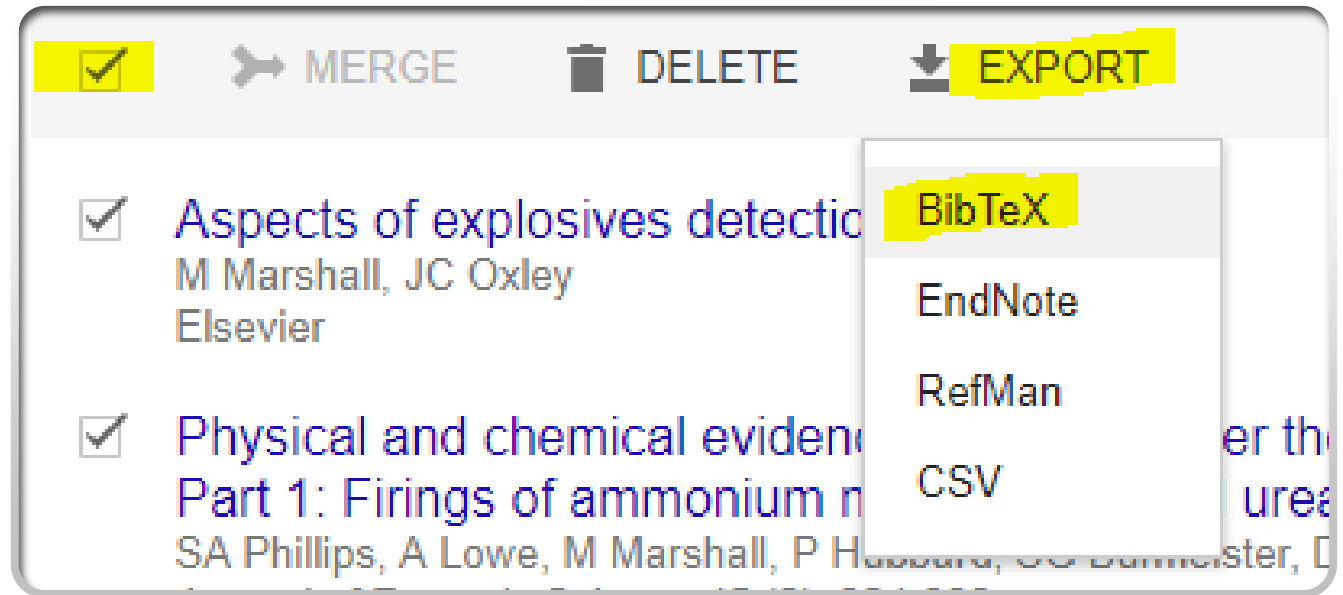 MERGE DELETE EXPORT
Aspects of explosives detectio
M Marshall, JC Oxley
Elsevier
Physical and chemical eviden er th
Part 1: Firings of ammonium n urea
SA Phillips, A Lowe, M Marshall, P
BibTeX
EndNote
RefMan
CSV